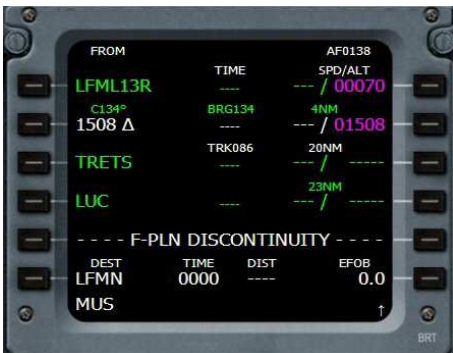 FROM AF0138
TIME SPD/ALT
LFML13R ---- --- / 00070
C134° BRG134 4NM
1508 Δ ---- --- / 01508
TRK086 20NM
TRETS ---- --- / -----
23NM
LUC ---- --- / -----
- - - - F-PLN DISCONTINUITY - - - -
DEST TIME DIST EFOB
LFMN 0000 ---- 0.0
MUS ↑
BRT